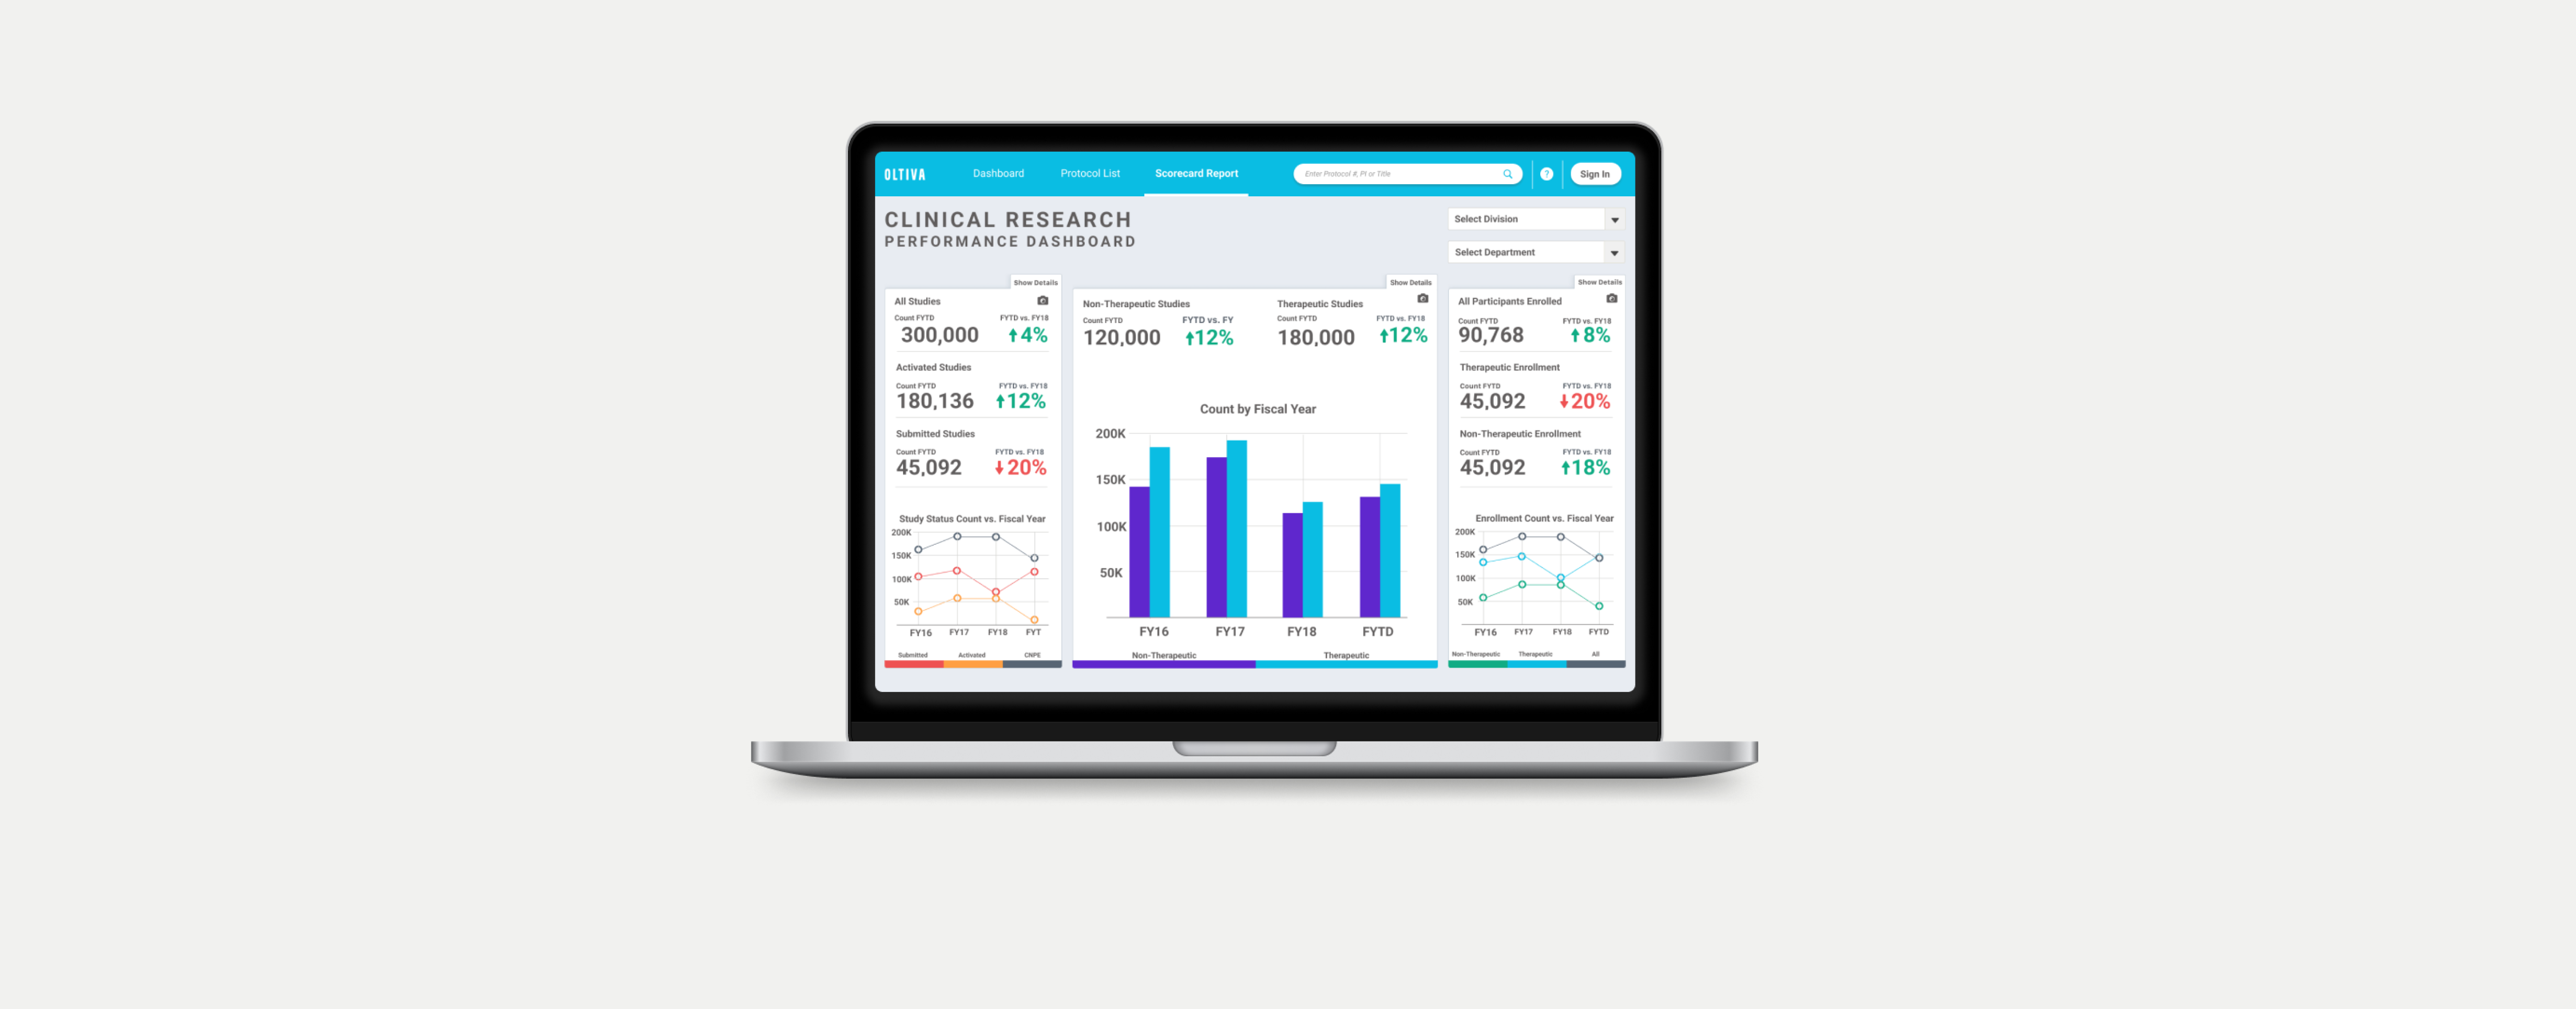 OLTIVA
Dashboard
Protocol List
Scorecard Report
Enter Protocol #, PI or Title
?
Sign In
CLINICAL RESEARCH
PERFORMANCE DASHBOARD
Select Division
Select Department
Show Details
All Studies
Count FYTD FYTD vs. FY18
300,000 4%
Activated Studies
Count FYTD FYTD vs. FY18
180,136 12%
Submitted Studies
Count FYTD FYTD vs. FY18
45,092 20%
Study Status Count vs. Fiscal Year
200K
150K
100K
50K
FY16 FY17 FY18 FYT
Submitted Activated CNPE
Show Details
Non-Therapeutic Studies
Count FYTD FYTD vs. FY
120,000 12%
Therapeutic Studies
Count FYTD FYTD vs. FY18
180,000 12%
Count by Fiscal Year
200K
150K
100K
50K
FY16 FY17 FY18 FYTD
Non-Therapeutic Therapeutic
Show Details
All Participants Enrolled
Count FYTD FYTD vs. FY18
90,768 8%
Therapeutic Enrollment
Count FYTD FYTD vs. FY18
45,092 20%
Non-Therapeutic Enrollment
Count FYTD FYTD vs. FY18
45,092 18%
Enrollment Count vs. Fiscal Year
200K
150K
100K
50K
FY16 FY17 FY18 FYTD
Non-Therapeutic Therapeutic All